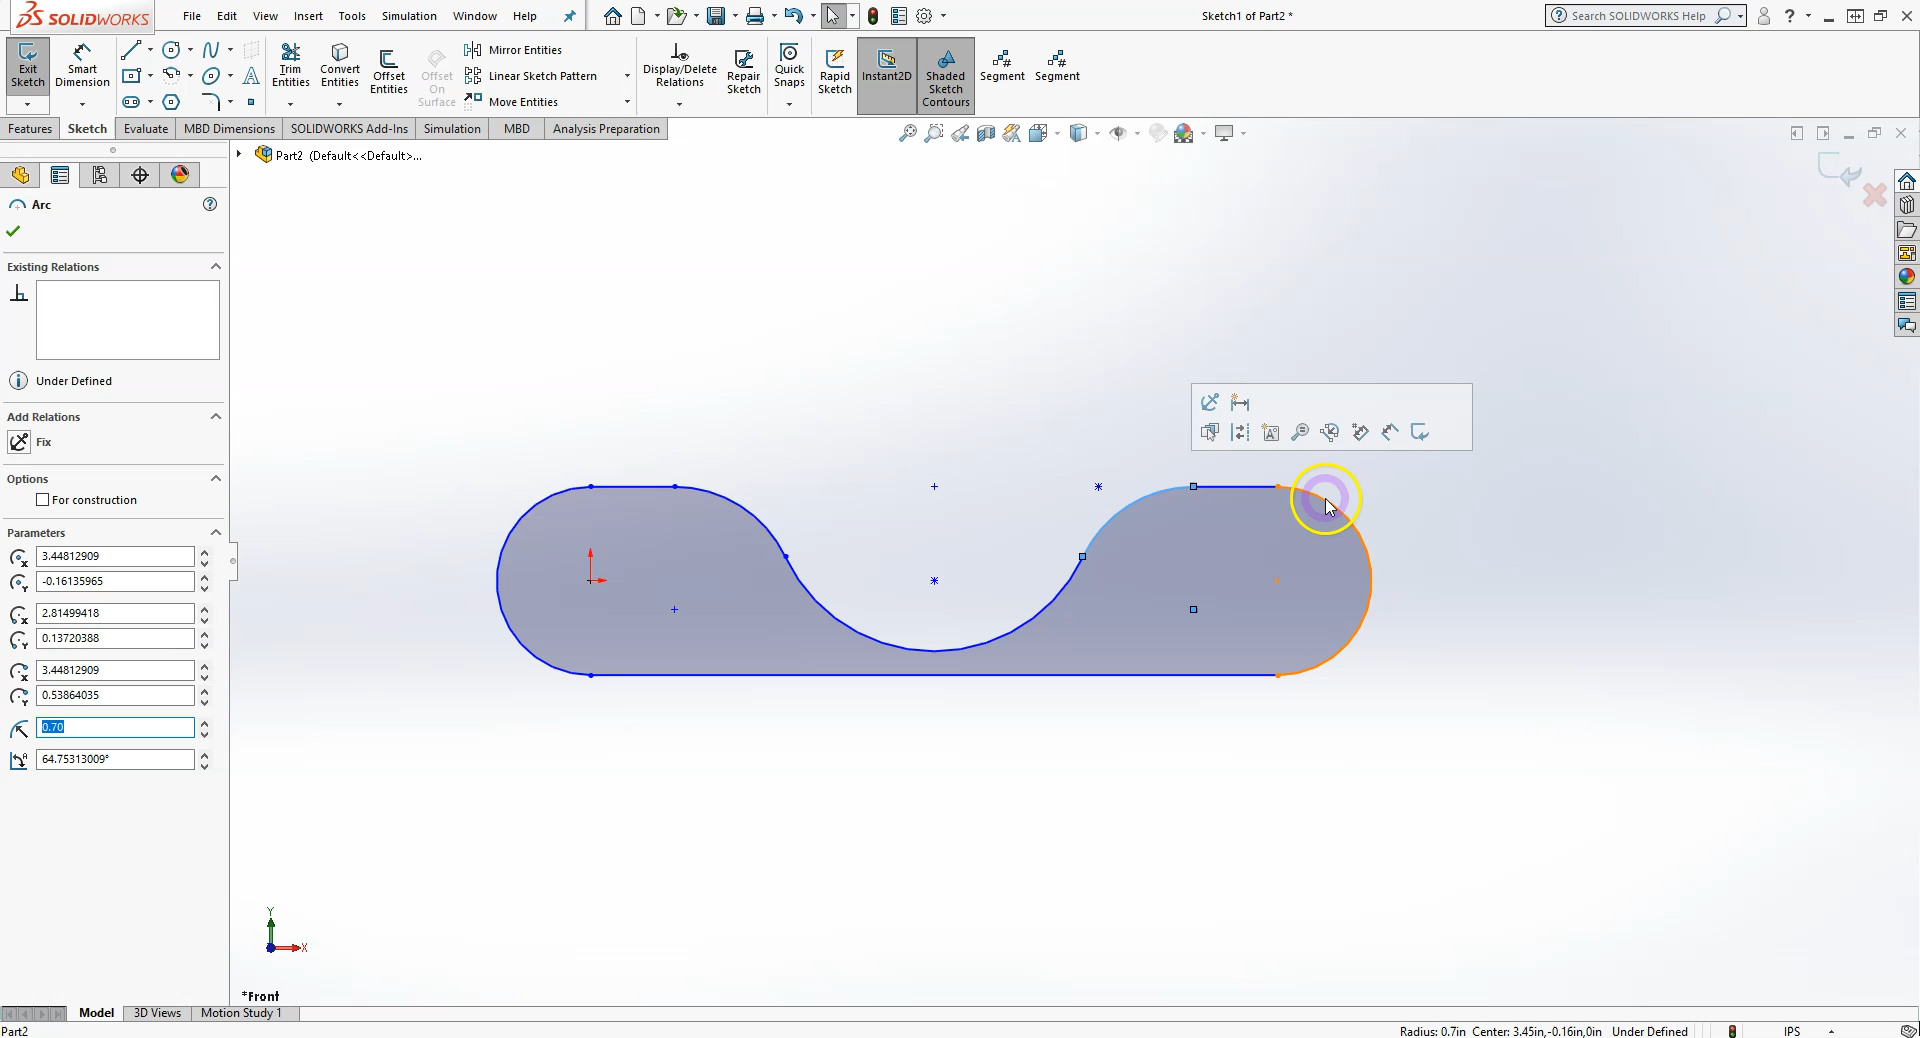 SOLIDWORKS
File Edit View Insert Tools Simulation Window Help
Sketch1 of Part2 *
Search SOLIDWORKS Help
Exit Sketch
Smart Dimension
Trim Entities
Convert Entities
Offset Entities
Offset On Surface
Mirror Entities
Linear Sketch Pattern
Move Entities
Display/Delete Relations
Repair Sketch
Quick Snaps
Rapid Sketch
Instant2D
Shaded Sketch Contours
Segment
Segment
Features Sketch Evaluate MBD Dimensions SOLIDWORKS Add-Ins Simulation MBD Analysis Preparation
Part2 (Default<<Default>...
Arc
Existing Relations
Under Defined
Add Relations
Fix
Options
For construction
Parameters
3.44812909
-0.16135965
2.81499418
0.13720388
3.44812909
0.53864035
0.70
64.75313009°
Y
X
*Front
Model 3D Views Motion Study 1
Part2
Radius: 0.7in Center: 3.45in,-0.16in,0in Under Defined
IPS